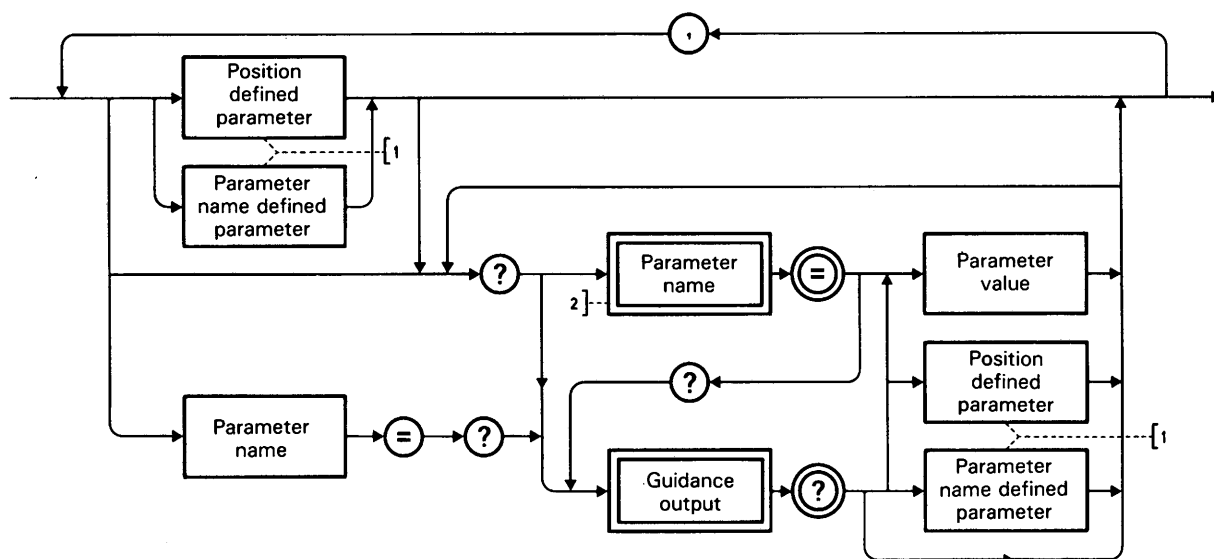 ,
Position
defined
parameter
1
Parameter
name defined
parameter
?
Parameter
name
=
Parameter
value
2
?
Position
defined
parameter
Parameter
name
=
?
1
Guidance
output
?
Parameter
name defined
parameter